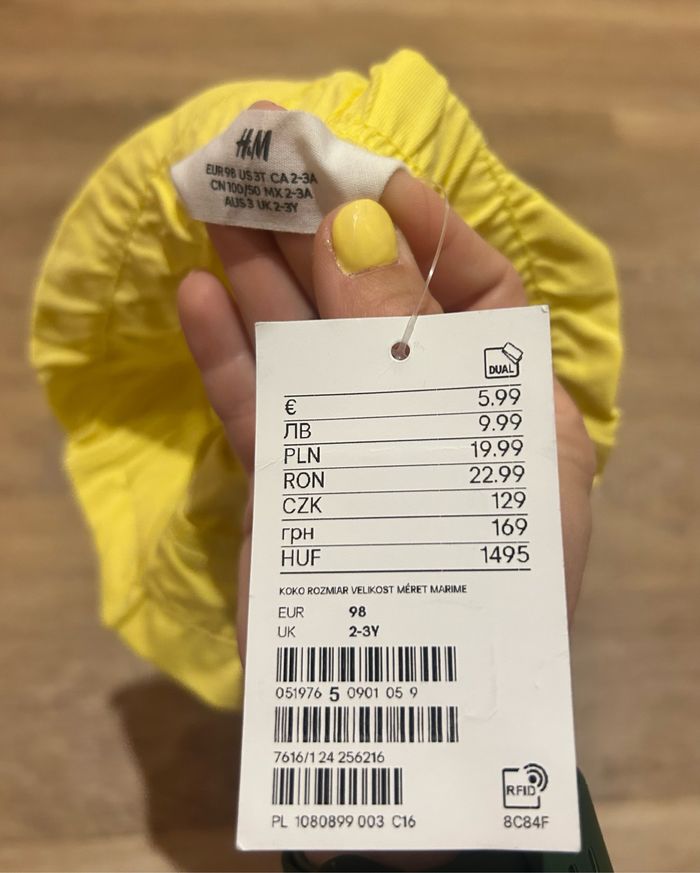 H&M
EUR 98 US 3T CA 2-3A
CN 100/50 MX 2-3A
AUS 3 UK 2-3Y
DUAL
€ 5.99
ЛВ 9.99
PLN 19.99
RON 22.99
CZK 129
грн 169
HUF 1495
KOKO ROZMIAR VELIKOST MÉRET MARIME
EUR 98
UK 2-3Y
051976 5 0901 05 9
7616/1 24 256216
RFID
PL 1080899 003 C16 8C84F